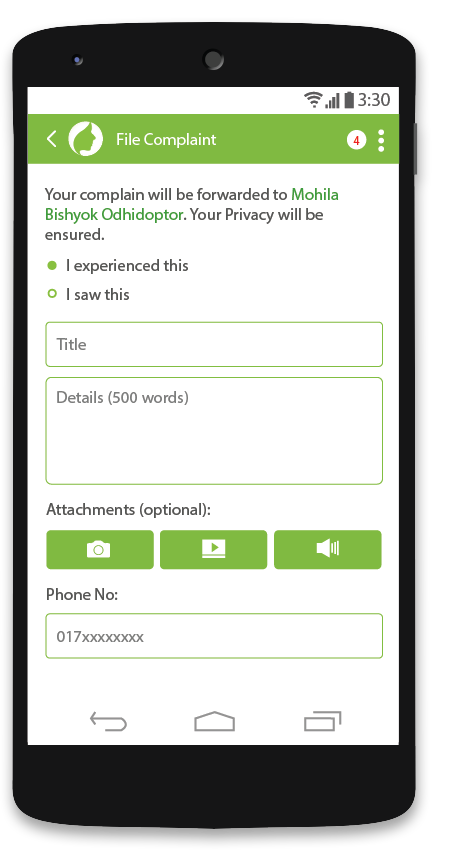 3:30
File Complaint
4
Your complain will be forwarded to Mohila
Bishyok Odhidoptor. Your Privacy will be
ensured.
I experienced this
I saw this
Title
Details (500 words)
Attachments (optional):
Phone No:
017xxxxxxxx